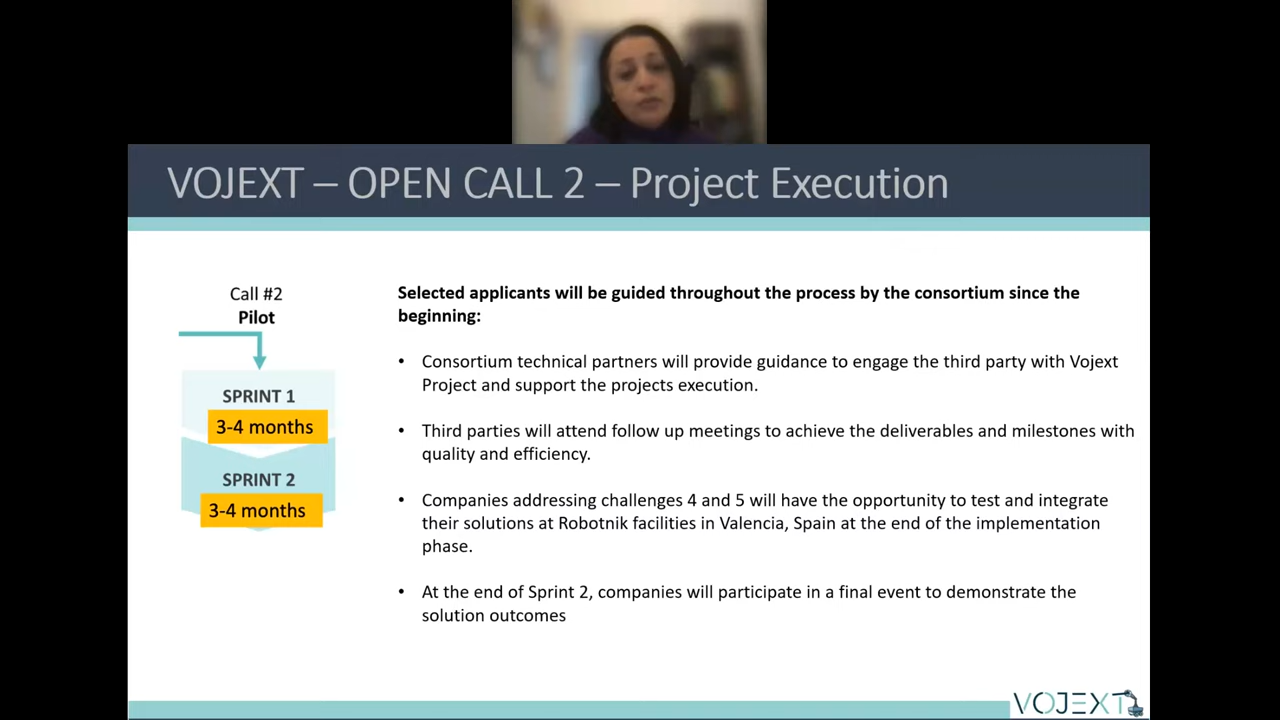 VOJEXT – OPEN CALL 2 – Project Execution
Call #2
Pilot
SPRINT 1
3-4 months
SPRINT 2
3-4 months
Selected applicants will be guided throughout the process by the consortium since the
beginning:
• Consortium technical partners will provide guidance to engage the third party with Vojext
Project and support the projects execution.
• Third parties will attend follow up meetings to achieve the deliverables and milestones with
quality and efficiency.
• Companies addressing challenges 4 and 5 will have the opportunity to test and integrate
their solutions at Robotnik facilities in Valencia, Spain at the end of the implementation
phase.
• At the end of Sprint 2, companies will participate in a final event to demonstrate the
solution outcomes
VOJEXT